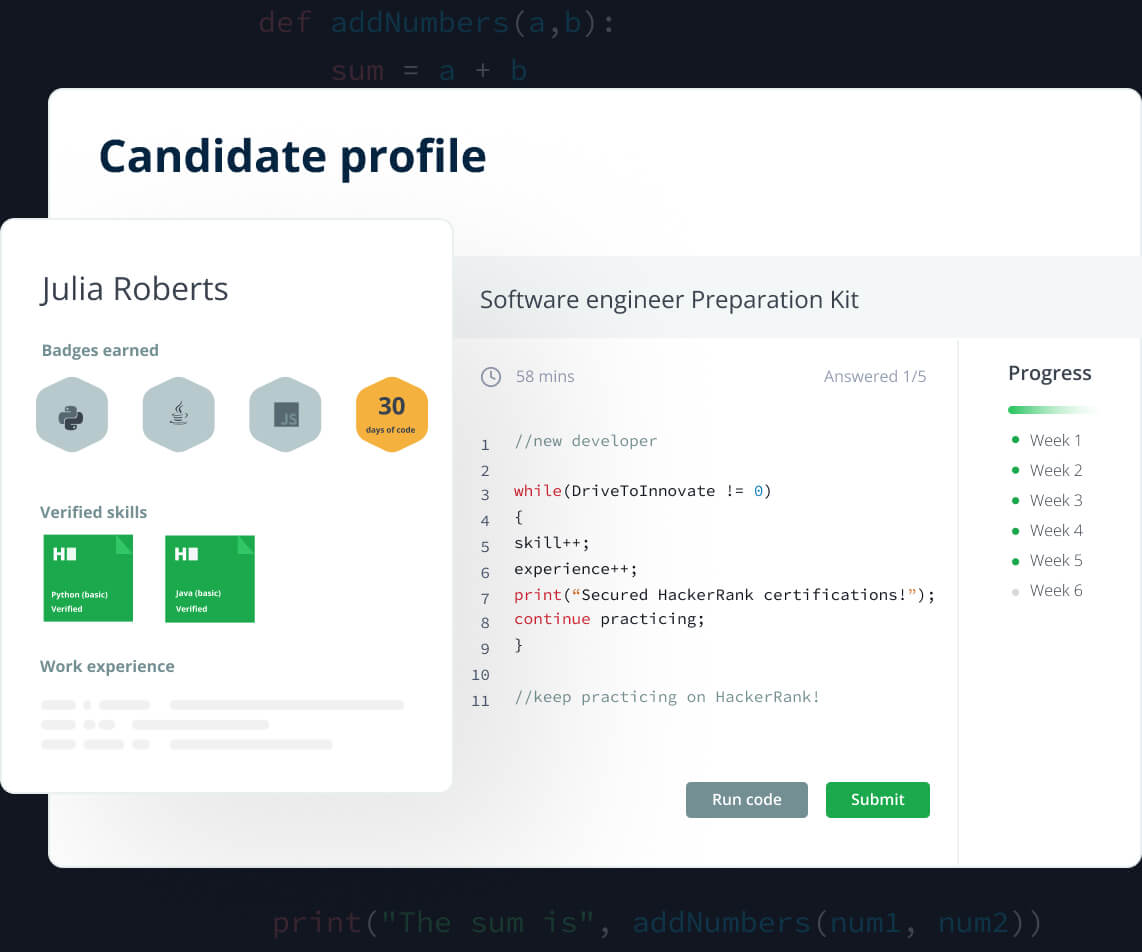 def addNumbers(a,b):
sum = a + b
Candidate profile
Julia Roberts
Badges earned
JS
30
days of code
Verified skills
H
Python (basic)
Verified
H
Java (basic)
Verified
Work experience
Software engineer Preparation Kit
58 mins
Answered 1/5
1 //new developer
2
3 while(DriveToInnovate != 0)
4 {
5 skill++;
6 experience++;
7 print(“Secured HackerRank certifications!”);
8 continue practicing;
9 }
10
11 //keep practicing on HackerRank!
Run code
Submit
Progress
Week 1
Week 2
Week 3
Week 4
Week 5
Week 6
print("The sum is", addNumbers(num1, num2))